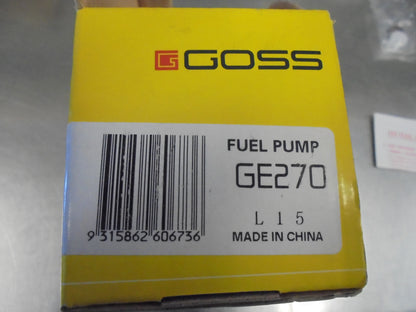 GOSS
FUEL PUMP
GE270
L15
MADE IN CHINA
9 315862 606736